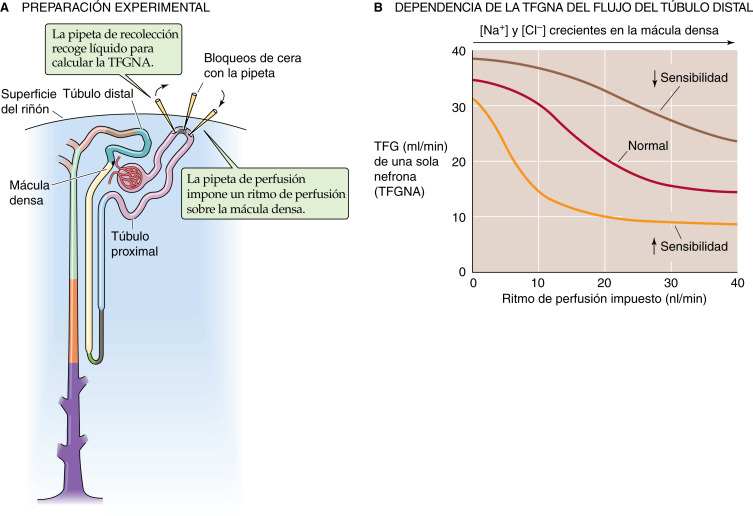 A PREPARACIÓN EXPERIMENTAL
La pipeta de recolección
recoge líquido para
calcular la TFGNA.
Bloqueos de cera
con la pipeta
Superficie
del riñón
Túbulo distal
Mácula
densa
La pipeta de perfusión
impone un ritmo de perfusión
sobre la mácula densa.
Túbulo
proximal
B DEPENDENCIA DE LA TFGNA DEL FLUJO DEL TÚBULO DISTAL
[Na⁺] y [Cl⁻] crecientes en la mácula densa
TFG (ml/min)
de una sola
nefrona
(TFGNA)
40
30
20
10
0
↓ Sensibilidad
Normal
↑ Sensibilidad
0 10 20 30 40
Ritmo de perfusión impuesto (nl/min)